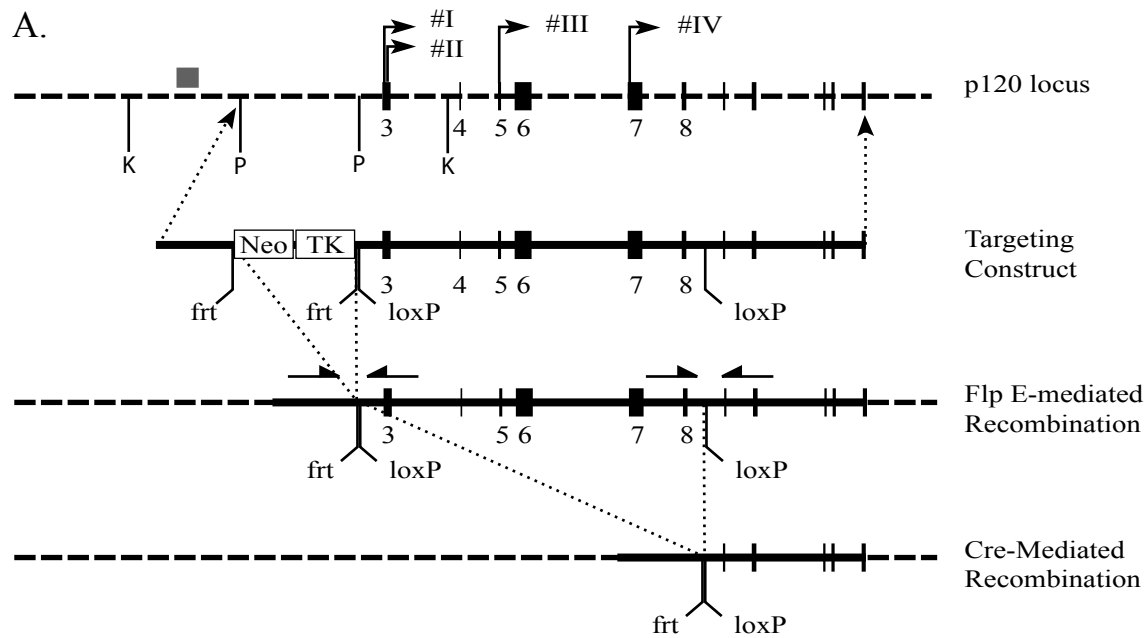 A.
#I
#II
#III
#IV
p120 locus
3 4 5 6 7 8
K P P K
Neo TK
Targeting
Construct
3 4 5 6 7 8
frt frt loxP loxP
Flp E-mediated
Recombination
3 4 5 6 7 8
frt loxP loxP
Cre-Mediated
Recombination
frt loxP